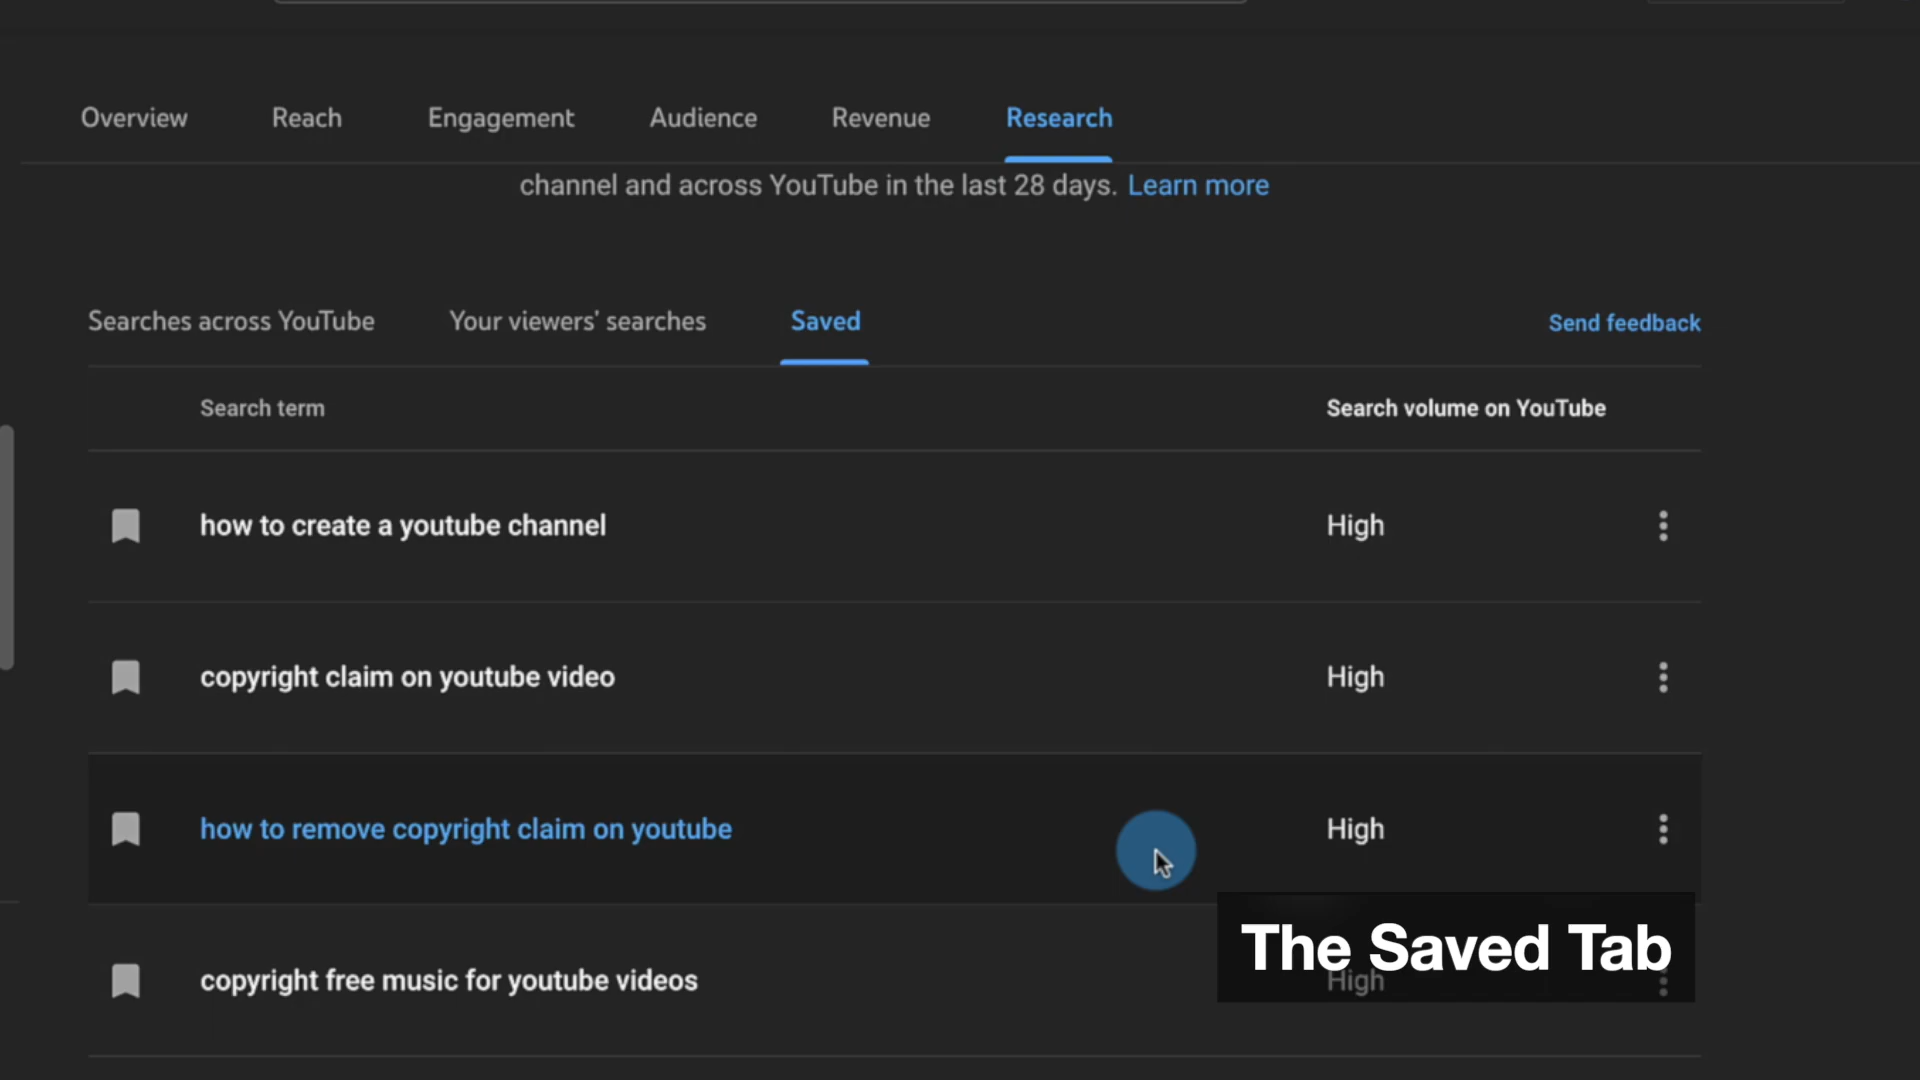 Overview Reach Engagement Audience Revenue Research
channel and across YouTube in the last 28 days. Learn more
Searches across YouTube Your viewers' searches Saved Send feedback
Search term Search volume on YouTube
how to create a youtube channel High
copyright claim on youtube video High
how to remove copyright claim on youtube High
The Saved Tab
copyright free music for youtube videos High